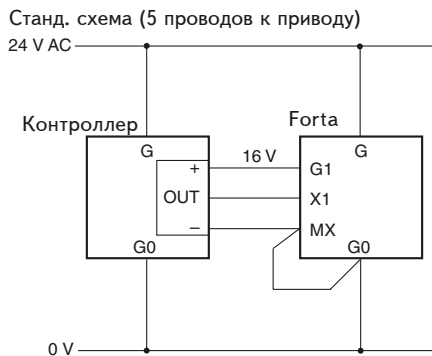 Станд. схема (5 проводов к приводу)
24 V AC
Контроллер
Forta
G
G
+
16 V
G1
OUT
X1
–
MX
G0
G0
0 V